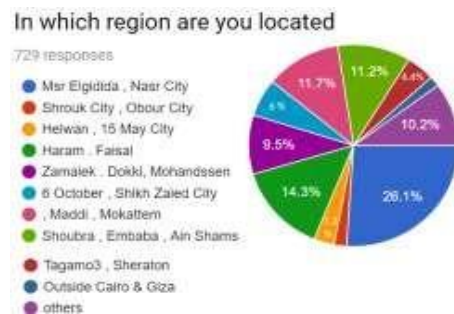 In which region are you located
729 responses
Msr Elgidida , Nasr City
Shrouk City , Obour City
Helwan , 15 May City
Haram . Faisal
Zamalek . Dokki, Mohandssen
6 October , Shikh Zaied City
, Maddi , Mokattem
Shoubra , Embaba , Ain Shams
Tagamo3 , Sheraton
Outside Cairo & Giza
others
11.7%
11.2%
4.4%
10.2%
6%
9.5%
14.3%
26.1%